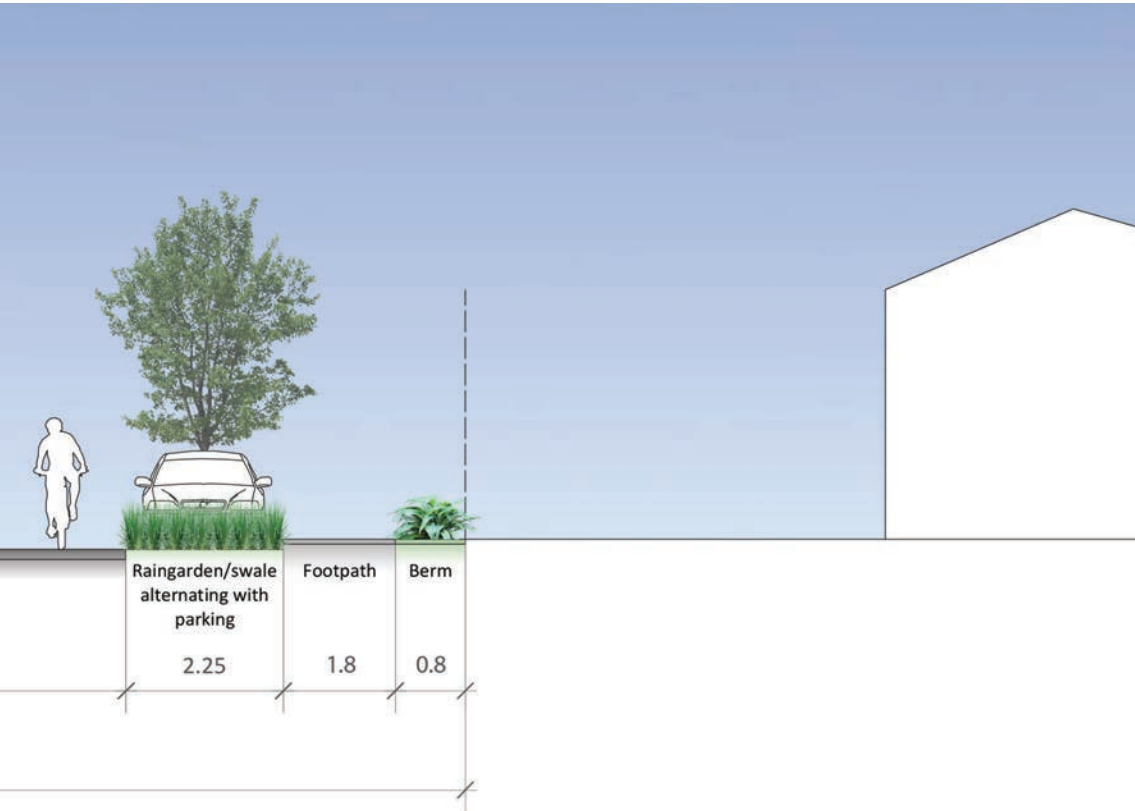 Raingarden/swale
alternating with
parking
Footpath
Berm
2.25
1.8
0.8